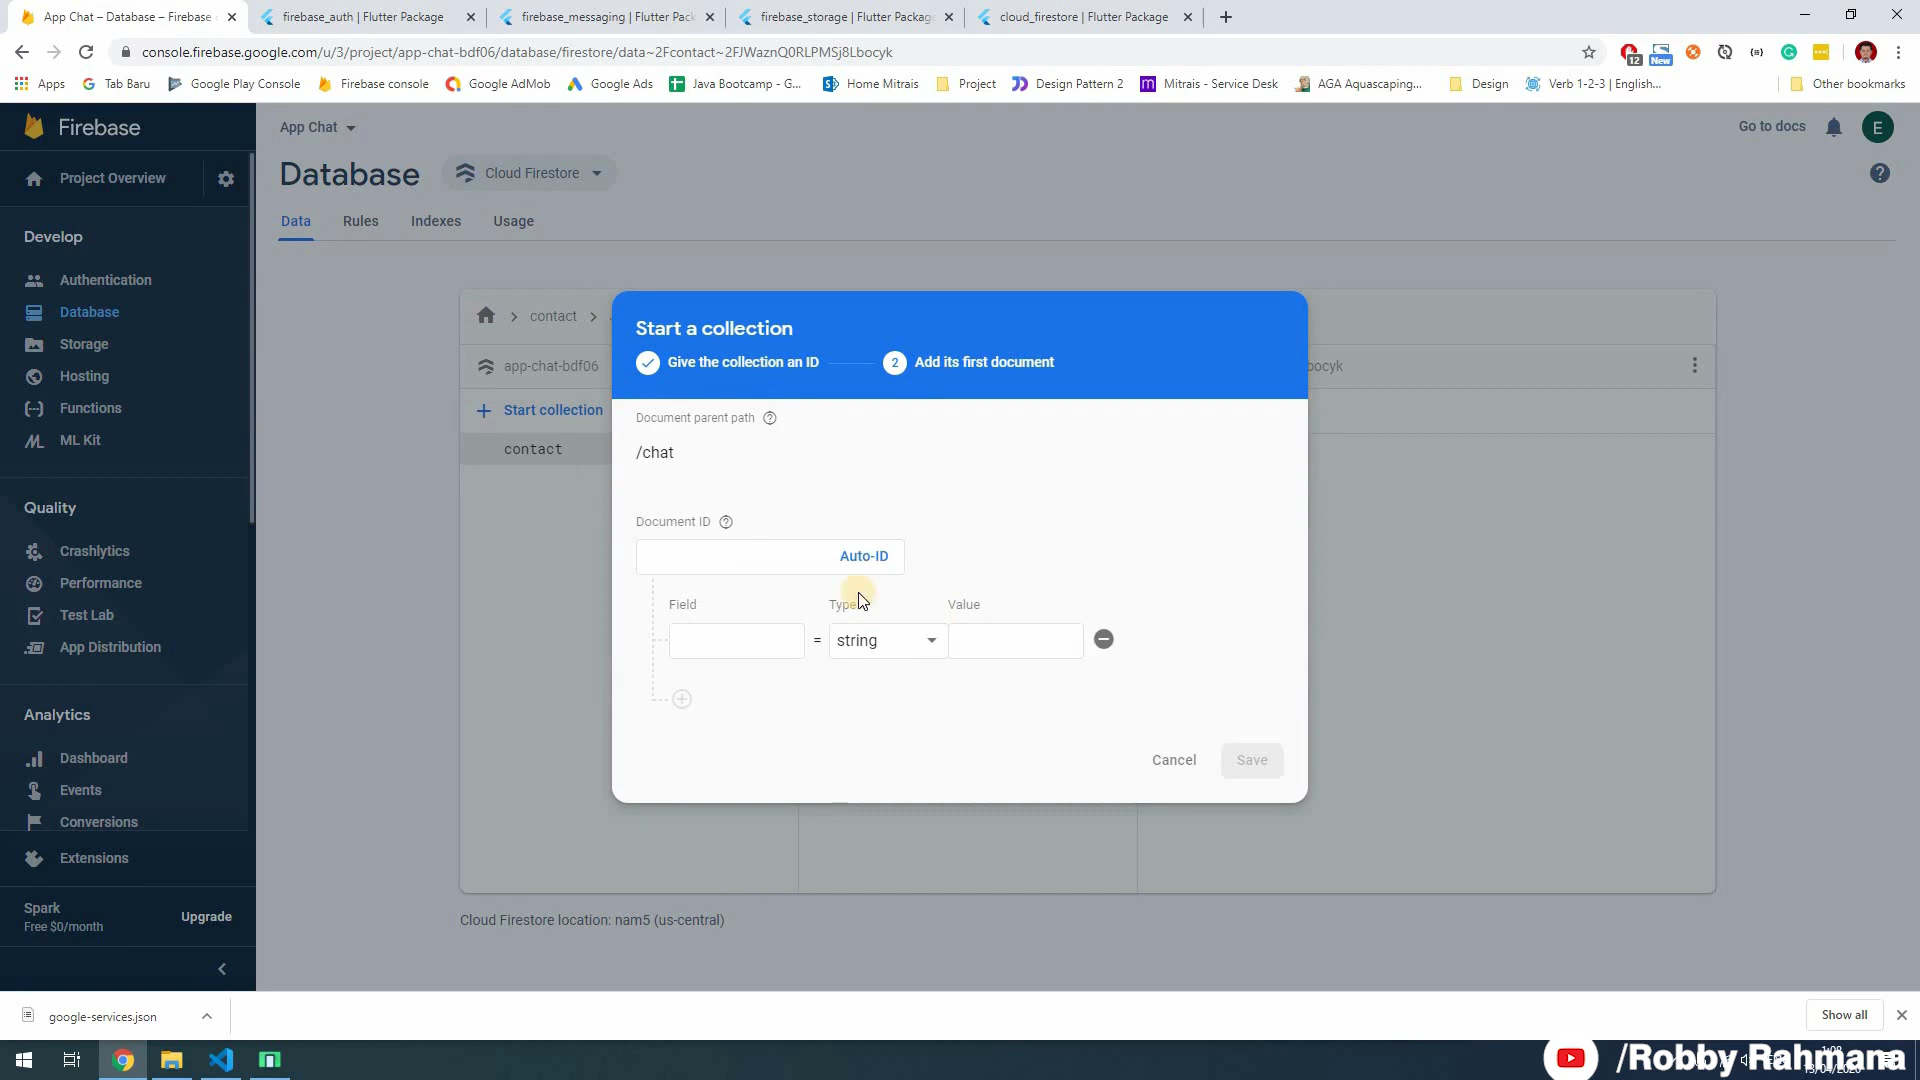 App Chat – Database – Firebase
firebase_auth | Flutter Package
firebase_messaging | Flutter Pack
firebase_storage | Flutter Package
cloud_firestore | Flutter Package
console.firebase.google.com/u/3/project/app-chat-bdf06/database/firestore/data~2Fcontact~2FJWaznQ0RLPMSj8Lbocyk
12
New
Apps
Tab Baru
Google Play Console
Firebase console
Google AdMob
Google Ads
Java Bootcamp - G...
Home Mitrais
Project
Design Pattern 2
Mitrais - Service Desk
AGA Aquascaping...
Design
Verb 1-2-3 | English...
Other bookmarks
Firebase
App Chat
Go to docs
E
Project Overview
Database
Cloud Firestore
Data
Rules
Indexes
Usage
Develop
Authentication
Database
Storage
Hosting
Functions
ML Kit
Quality
Crashlytics
Performance
Test Lab
App Distribution
Analytics
Dashboard
Events
Conversions
Extensions
Spark
Free $0/month
Upgrade
contact
app-chat-bdf06
bocyk
Start collection
contact
Start a collection
Give the collection an ID
2 Add its first document
Document parent path
/chat
Document ID
Auto-ID
Field
Type
Value
= string
Cancel
Save
Cloud Firestore location: nam5 (us-central)
google-services.json
Show all
/Robby Rahmana